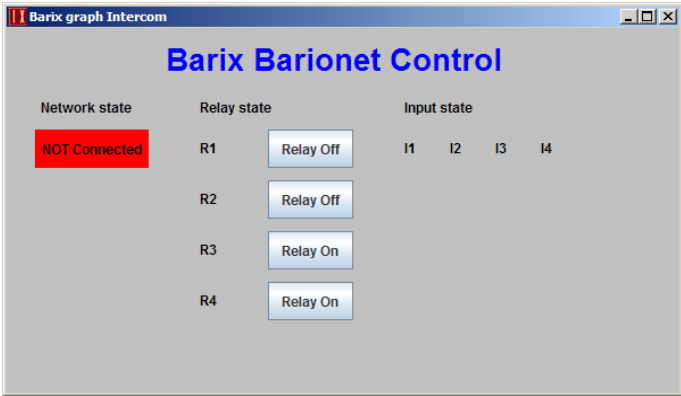 Barix graph Intercom
Barix Barionet Control
Network state Relay state Input state
NOT Connected R1 Relay Off I1 I2 I3 I4
R2 Relay Off
R3 Relay On
R4 Relay On